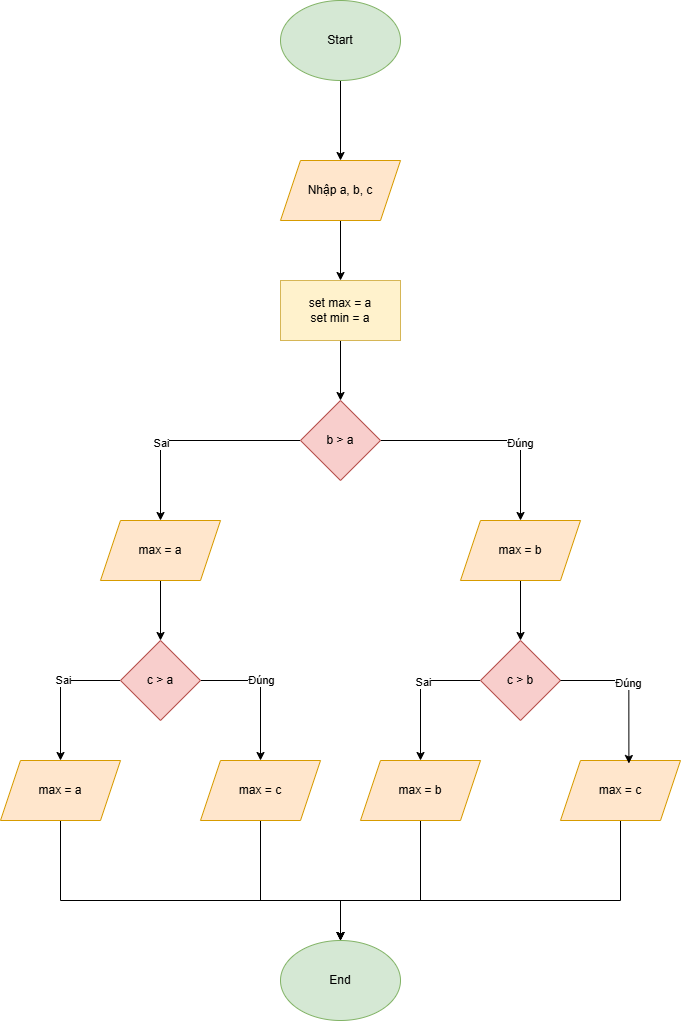 Start
Nhập a, b, c
set max = a
set min = a
b > a
Sai
Đúng
max = a
max = b
c > a
Sai
Đúng
c > b
Sai
Đúng
max = a
max = c
max = b
max = c
End